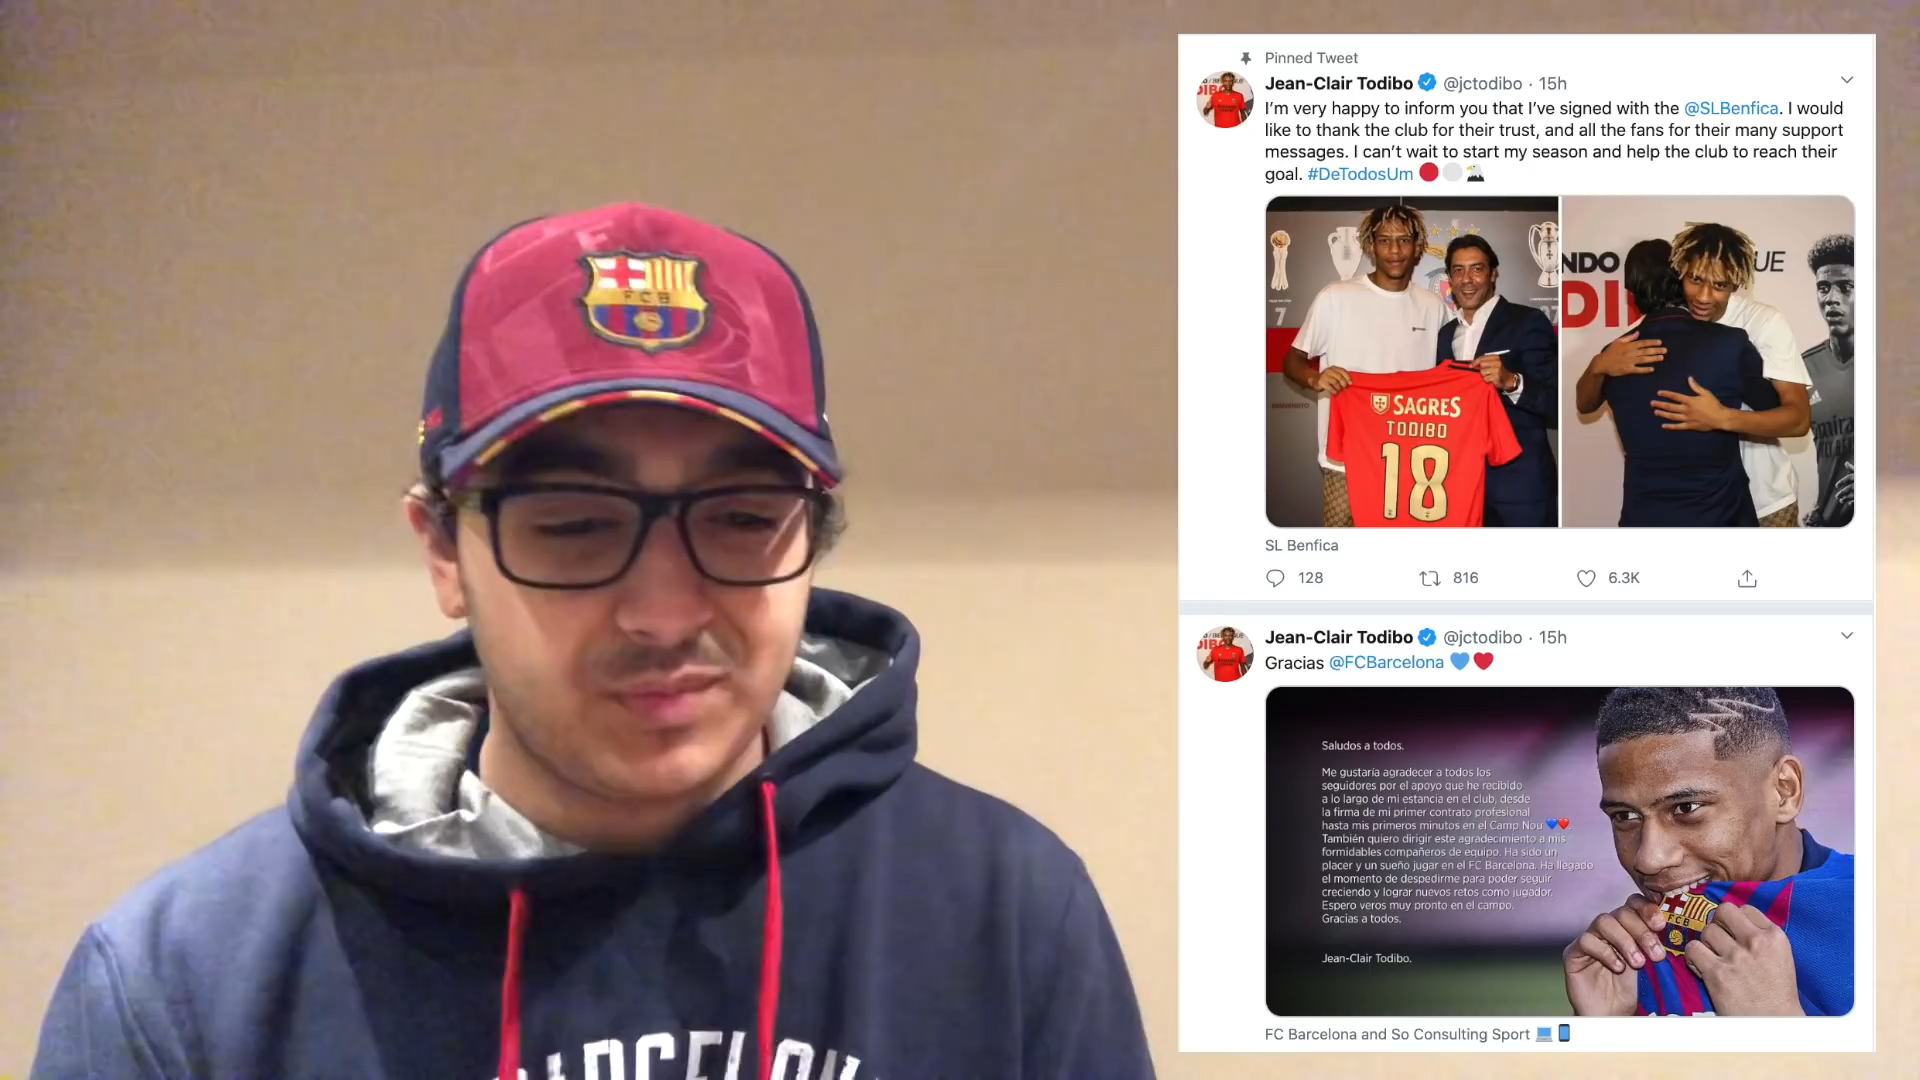 Pinned Tweet
Jean-Clair Todibo @jctodibo · 15h
I'm very happy to inform you that I've signed with the @SLBenfica. I would
like to thank the club for their trust, and all the fans for their many support
messages. I can't wait to start my season and help the club to reach their
goal. #DeTodosUm
7
SAGRES
TODIBO
18
NDO
UE
DI
SL Benfica
128
816
6.3K
Jean-Clair Todibo @jctodibo · 15h
Gracias @FCBarcelona 💙❤️
Saludos a todos.
Me gustaría agradecer a todos los
seguidores por el apoyo que he recibido
a lo largo de mi estancia en el club, desde
la firma de mi primer contrato profesional
hasta mis primeros minutos en el Camp Nou 💙❤️.
También quiero dirigir este agradecimiento a mis
formidables compañeros de equipo. Ha sido un
placer y un sueño jugar en el FC Barcelona. Ha llegado
el momento de despedirme para poder seguir
creciendo y lograr nuevos retos como jugador.
Espero veros muy pronto en el campo.
Gracias a todos.
Jean-Clair Todibo.
FCB
FC Barcelona and So Consulting Sport 💻📱
FCB
BARCELONA